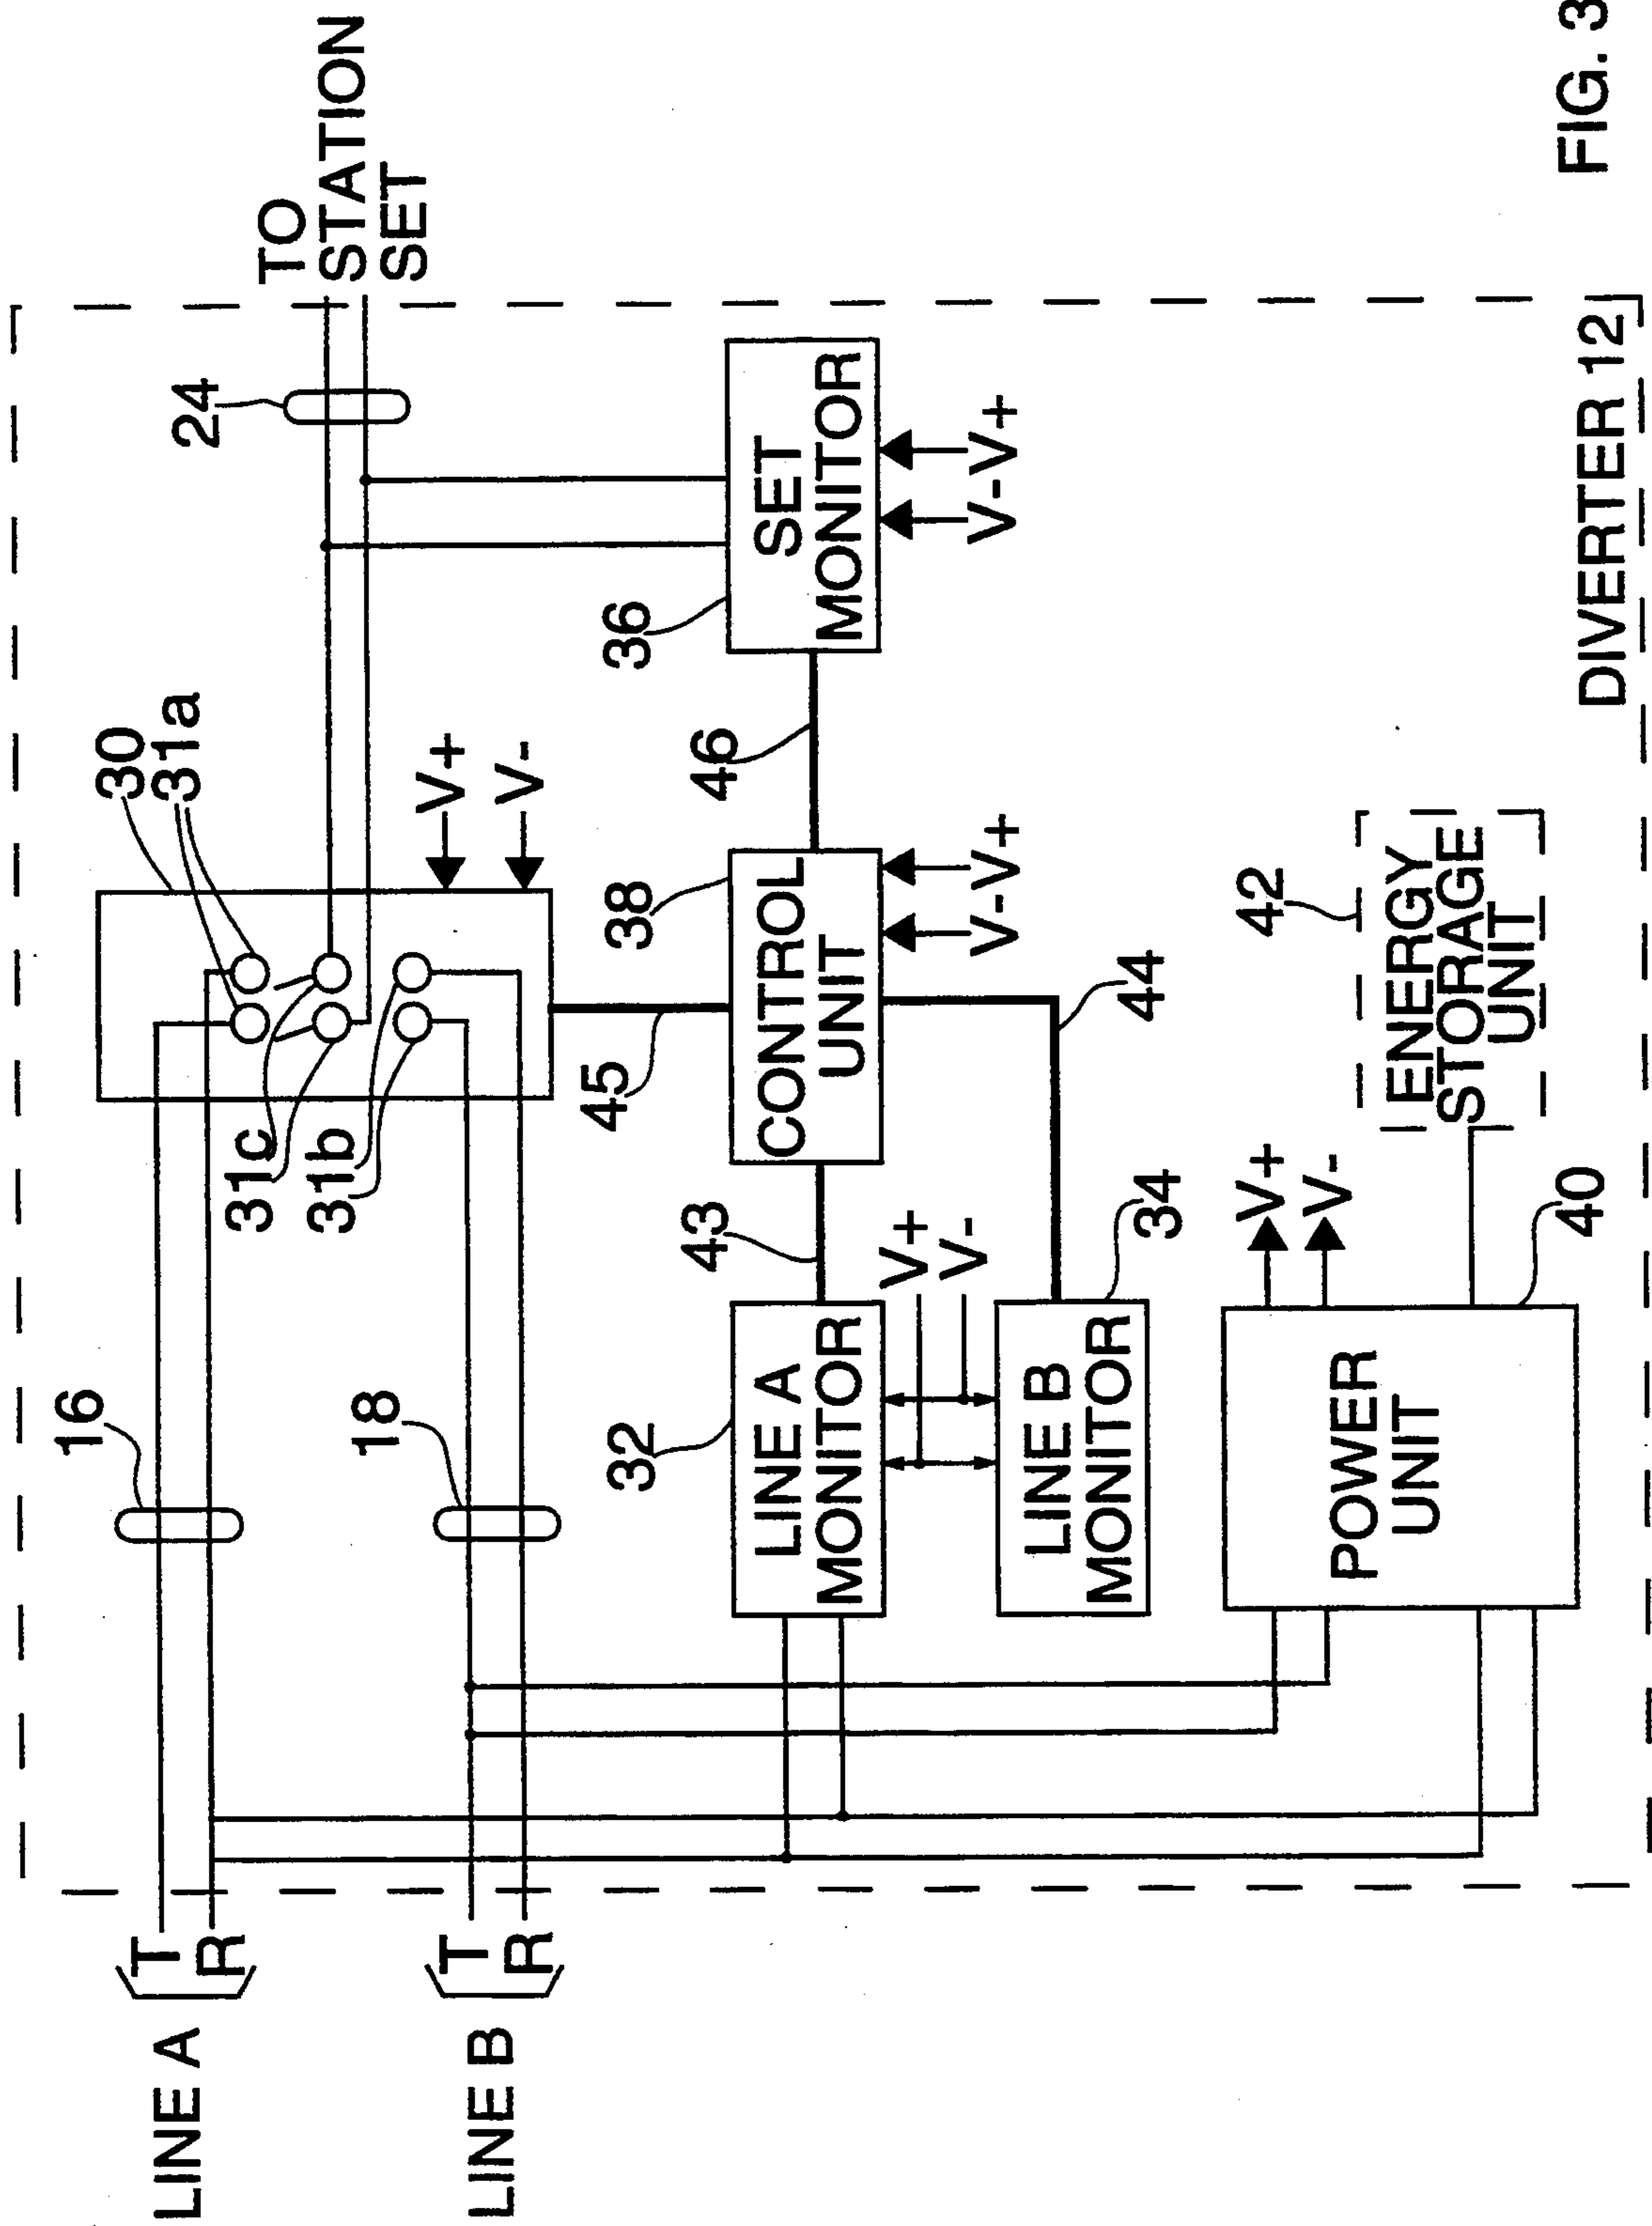 30
31a
24
TO
STATION
SET
16
LINE A
T
R
31c
31b
V+
V-
18
LINE B
T
R
45
38
46
36
32
43
LINE A
MONITOR
CONTROL
UNIT
SET
MONITOR
V+
V-
V-
V+
V-
V+
LINE B
MONITOR
34
44
V+
V-
42
ENERGY
STORAGE
UNIT
POWER
UNIT
40
DIVERTER 12
FIG. 3